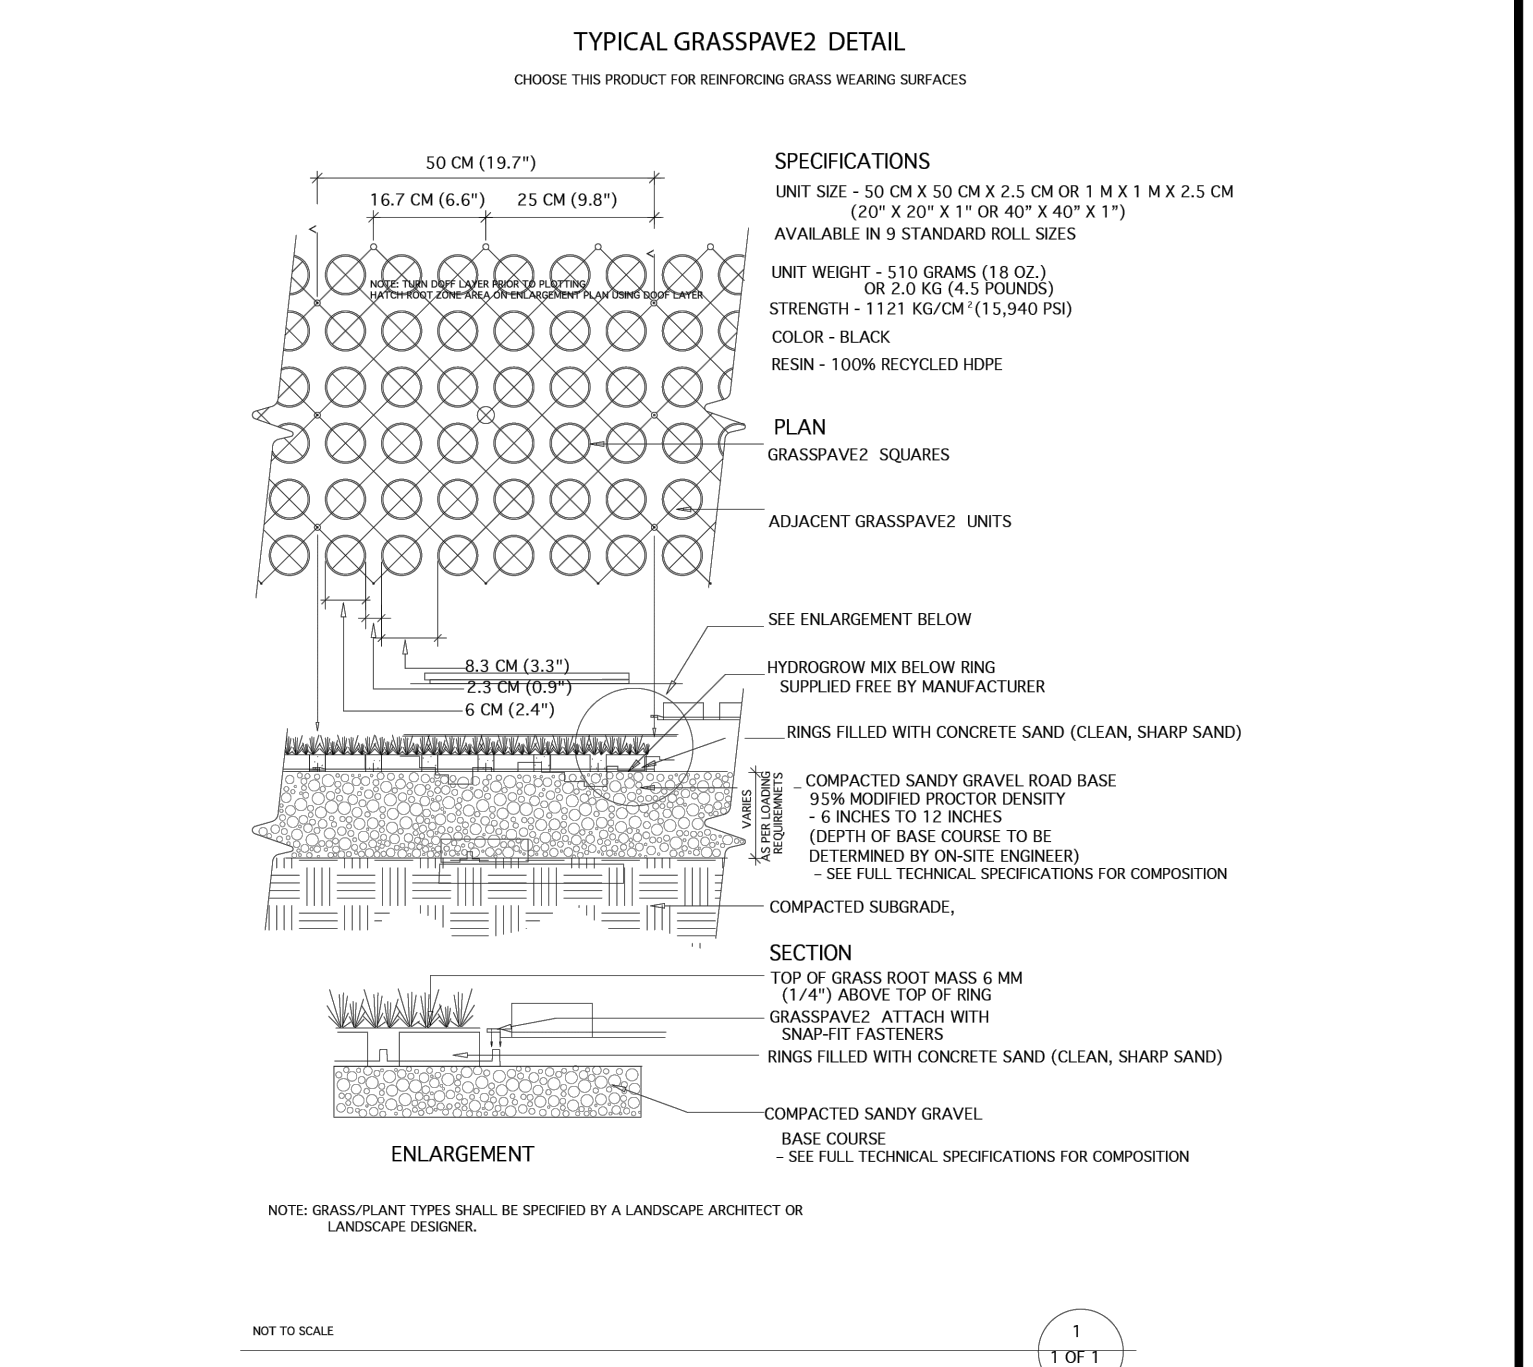 TYPICAL GRASSPAVE2 DETAIL
CHOOSE THIS PRODUCT FOR REINFORCING GRASS WEARING SURFACES
50 CM (19.7")
16.7 CM (6.6")
25 CM (9.8")
NOTE: TURN DOFF LAYER PRIOR TO PLOTTING
HATCH ROOT ZONE AREA ON ENLARGEMENT PLAN USING DOOF LAYER
SPECIFICATIONS
UNIT SIZE - 50 CM X 50 CM X 2.5 CM OR 1 M X 1 M X 2.5 CM
(20" X 20" X 1" OR 40” X 40” X 1”)
AVAILABLE IN 9 STANDARD ROLL SIZES
UNIT WEIGHT - 510 GRAMS (18 OZ.)
OR 2.0 KG (4.5 POUNDS)
STRENGTH - 1121 KG/CM² (15,940 PSI)
COLOR - BLACK
RESIN - 100% RECYCLED HDPE
PLAN
GRASSPAVE2 SQUARES
ADJACENT GRASSPAVE2 UNITS
8.3 CM (3.3")
2.3 CM (0.9")
6 CM (2.4")
SEE ENLARGEMENT BELOW
HYDROGROW MIX BELOW RING
SUPPLIED FREE BY MANUFACTURER
RINGS FILLED WITH CONCRETE SAND (CLEAN, SHARP SAND)
VARIES
AS PER LOADING
REQUIREMNETS
COMPACTED SANDY GRAVEL ROAD BASE
95% MODIFIED PROCTOR DENSITY
- 6 INCHES TO 12 INCHES
(DEPTH OF BASE COURSE TO BE
DETERMINED BY ON-SITE ENGINEER)
– SEE FULL TECHNICAL SPECIFICATIONS FOR COMPOSITION
COMPACTED SUBGRADE,
SECTION
TOP OF GRASS ROOT MASS 6 MM
(1/4") ABOVE TOP OF RING
GRASSPAVE2 ATTACH WITH
SNAP-FIT FASTENERS
RINGS FILLED WITH CONCRETE SAND (CLEAN, SHARP SAND)
COMPACTED SANDY GRAVEL
BASE COURSE
– SEE FULL TECHNICAL SPECIFICATIONS FOR COMPOSITION
ENLARGEMENT
NOTE: GRASS/PLANT TYPES SHALL BE SPECIFIED BY A LANDSCAPE ARCHITECT OR
LANDSCAPE DESIGNER.
NOT TO SCALE
1
1 OF 1